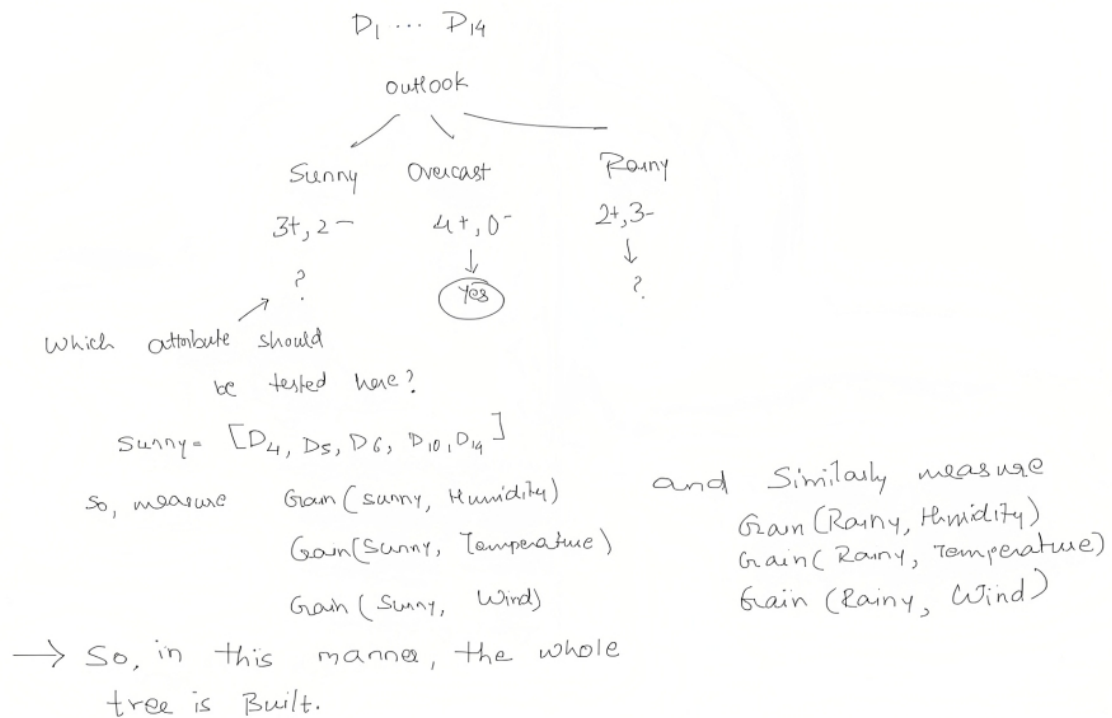 D1 ... D14
outlook
Sunny Overcast Rainy
3+, 2- 4+, 0- 2+, 3-
? Yes ?
Which attribute should
be tested here?
Sunny = [D4, D5, D6, D10, D14]
So, measure Gain (sunny, Humidity)
Gain (Sunny, Temperature)
Gain (Sunny, Wind)
and Similarly measure
Gain (Rainy, Humidity)
Gain (Rainy, Temperature)
Gain (Rainy, Wind)
→ So, in this manner, the whole
tree is Built.